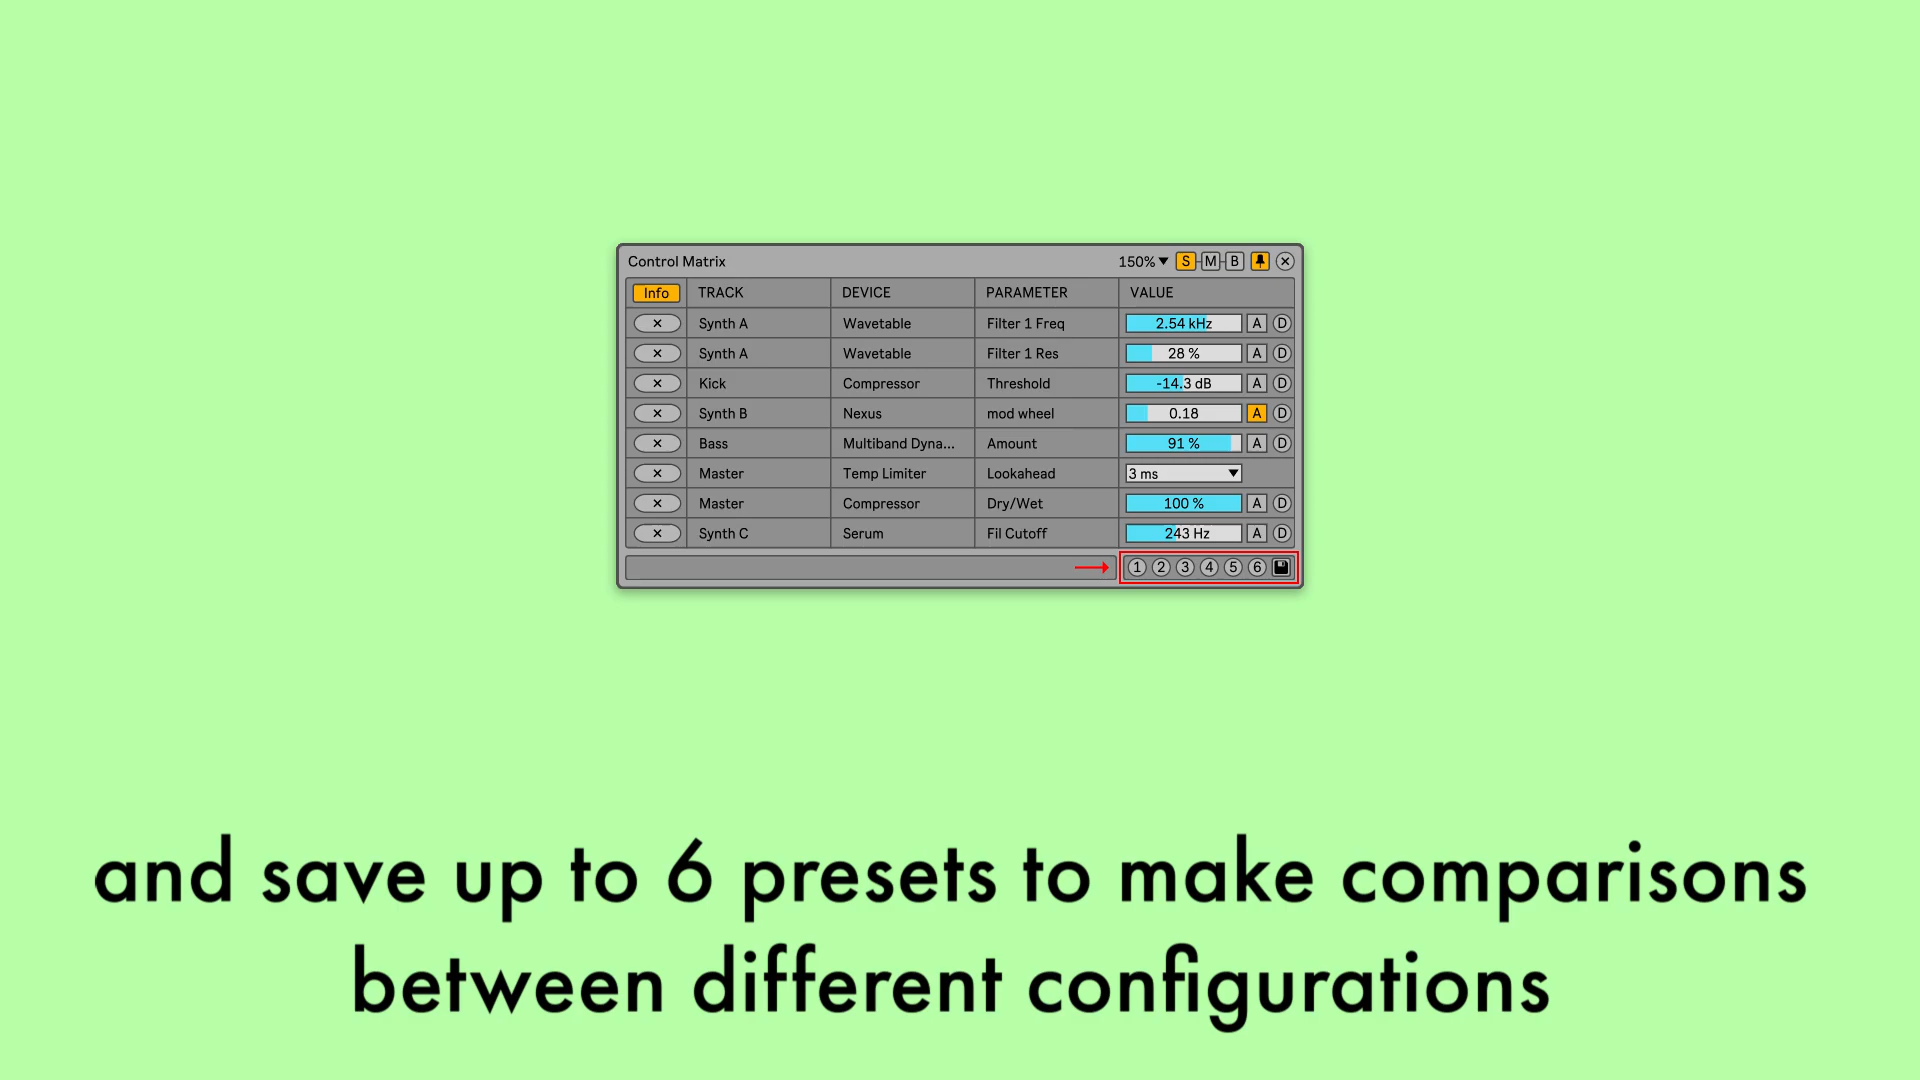 Control Matrix 150% S M B
Info TRACK DEVICE PARAMETER VALUE
Synth A Wavetable Filter 1 Freq 2.54 kHz A D
Synth A Wavetable Filter 1 Res 28 % A D
Kick Compressor Threshold -14.3 dB A D
Synth B Nexus mod wheel 0.18 A D
Bass Multiband Dyna... Amount 91 % A D
Master Temp Limiter Lookahead 3 ms
Master Compressor Dry/Wet 100 % A D
Synth C Serum Fil Cutoff 243 Hz A D
1 2 3 4 5 6
and save up to 6 presets to make comparisons
between different configurations